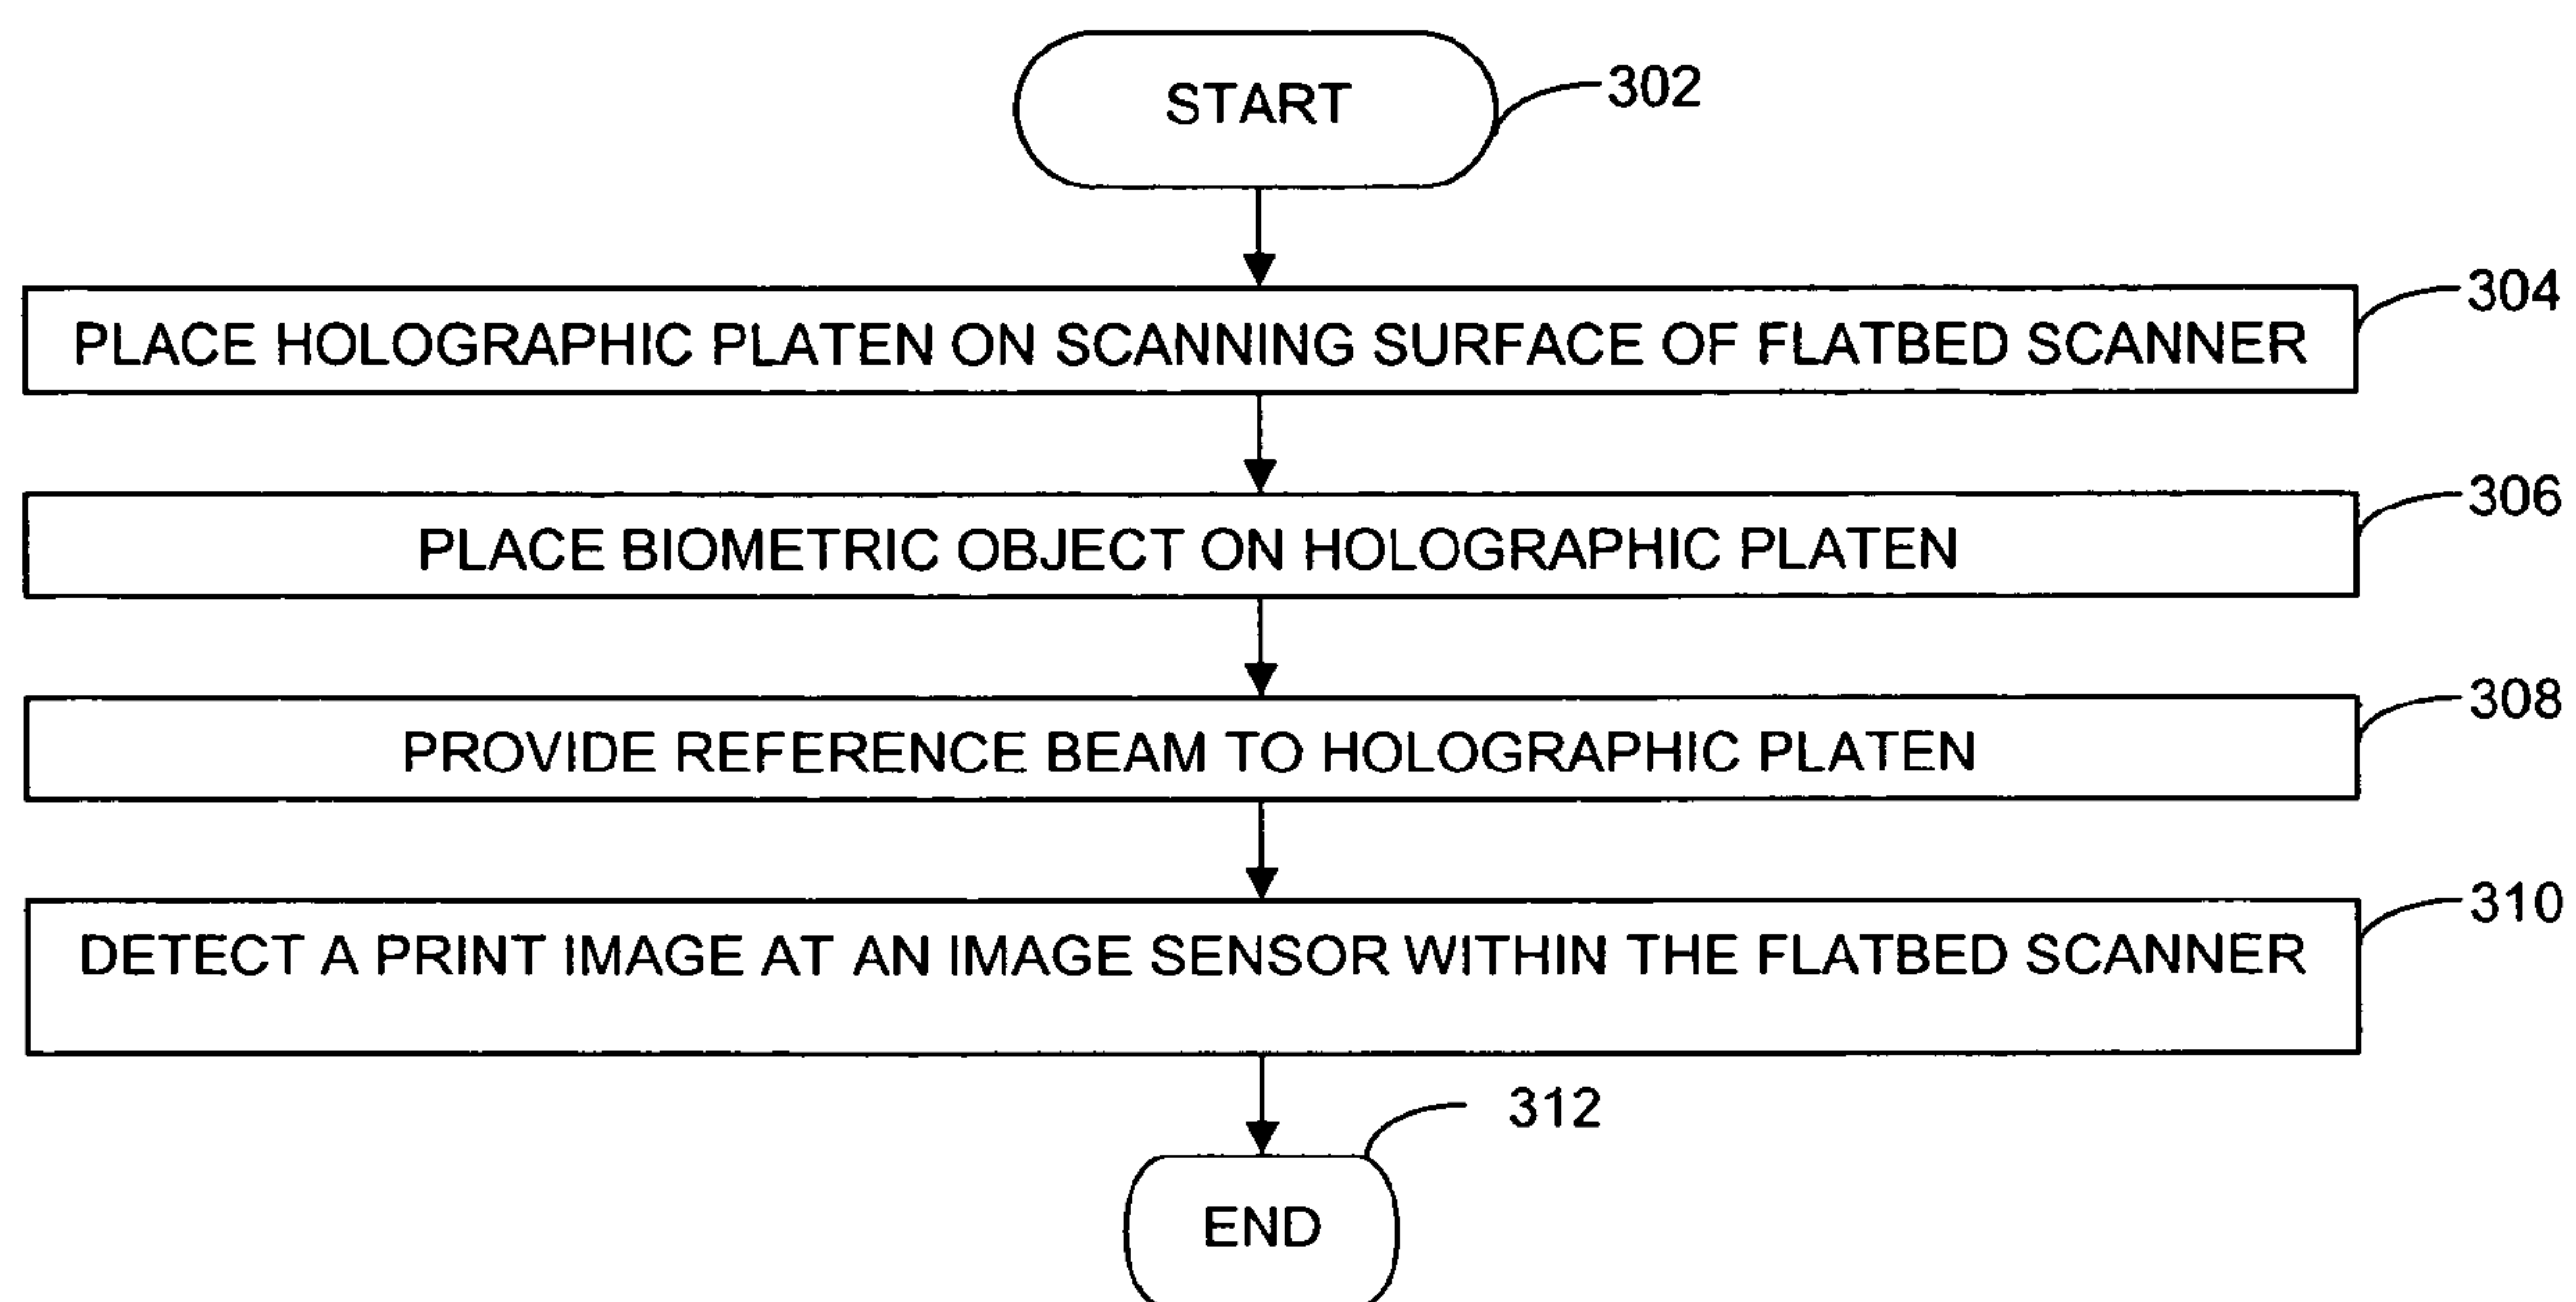 START
302
304
PLACE HOLOGRAPHIC PLATEN ON SCANNING SURFACE OF FLATBED SCANNER
306
PLACE BIOMETRIC OBJECT ON HOLOGRAPHIC PLATEN
308
PROVIDE REFERENCE BEAM TO HOLOGRAPHIC PLATEN
310
DETECT A PRINT IMAGE AT AN IMAGE SENSOR WITHIN THE FLATBED SCANNER
312
END